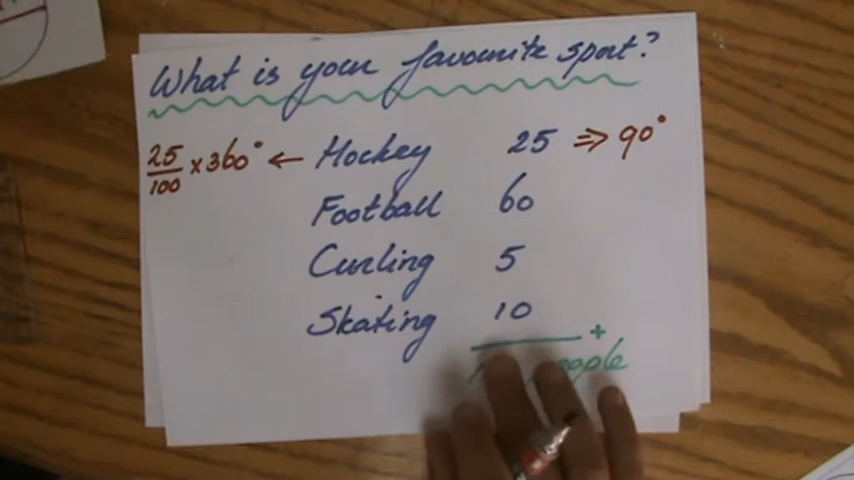 What is your favourite sport?
25/100 x 360° ← Hockey 25 ⇒ 90°
Football 60
Curling 5
Skating 10
+